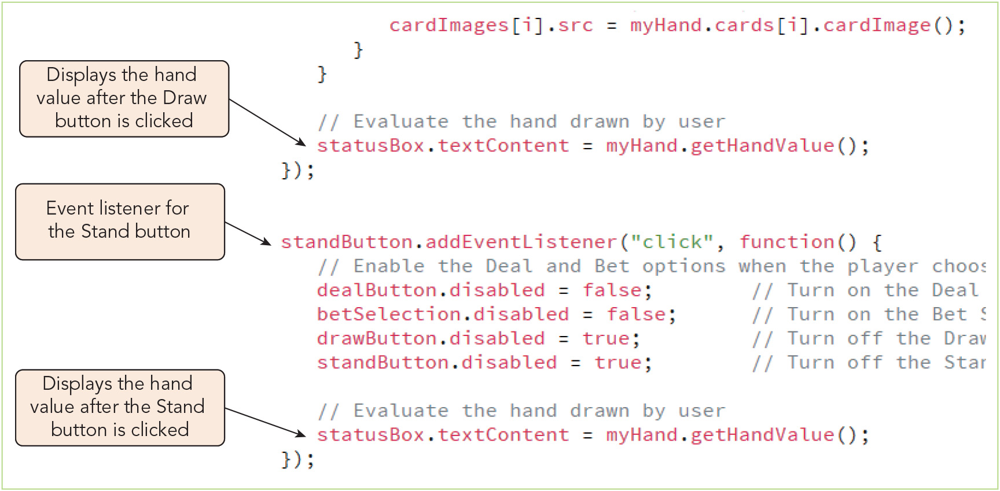 cardImages[i].src = myHand.cards[i].cardImage();
}
}
Displays the hand
value after the Draw
button is clicked
// Evaluate the hand drawn by user
statusBox.textContent = myHand.getHandValue();
});
Event listener for
the Stand button
standButton.addEventListener("click", function() {
// Enable the Deal and Bet options when the player choos
dealButton.disabled = false; // Turn on the Deal
betSelection.disabled = false; // Turn on the Bet
drawButton.disabled = true; // Turn off the Draw
standButton.disabled = true; // Turn off the Stan
Displays the hand
value after the Stand
button is clicked
// Evaluate the hand drawn by user
statusBox.textContent = myHand.getHandValue();
});